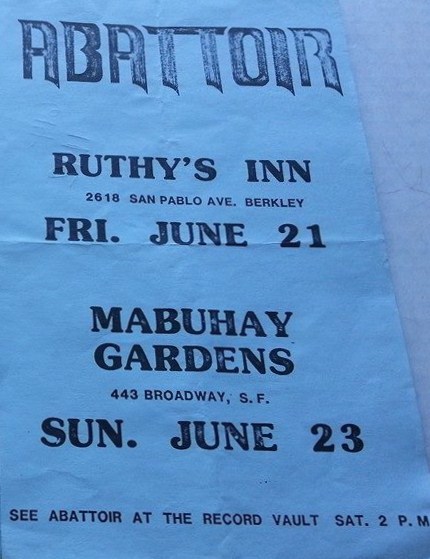 ABATTOIR
RUTHY'S INN
2618 SAN PABLO AVE. BERKLEY
FRI. JUNE 21
MABUHAY
GARDENS
443 BROADWAY, S.F.
SUN. JUNE 23
SEE ABATTOIR AT THE RECORD VAULT SAT. 2 P.M